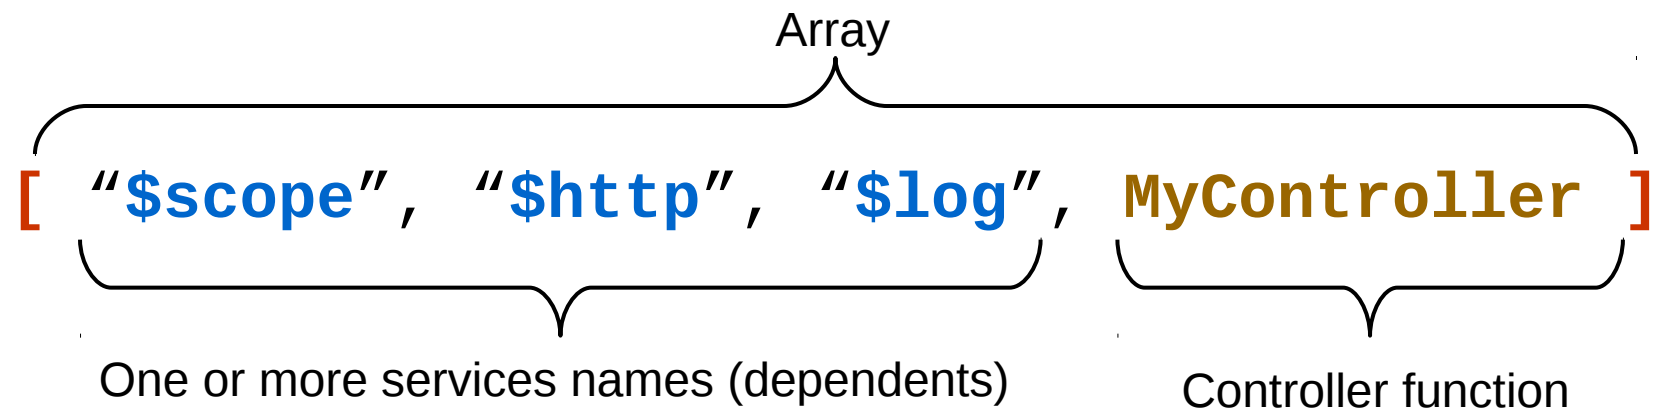 Array
[ “$scope”, “$http”, “$log”, MyController ]
One or more services names (dependents)
Controller function